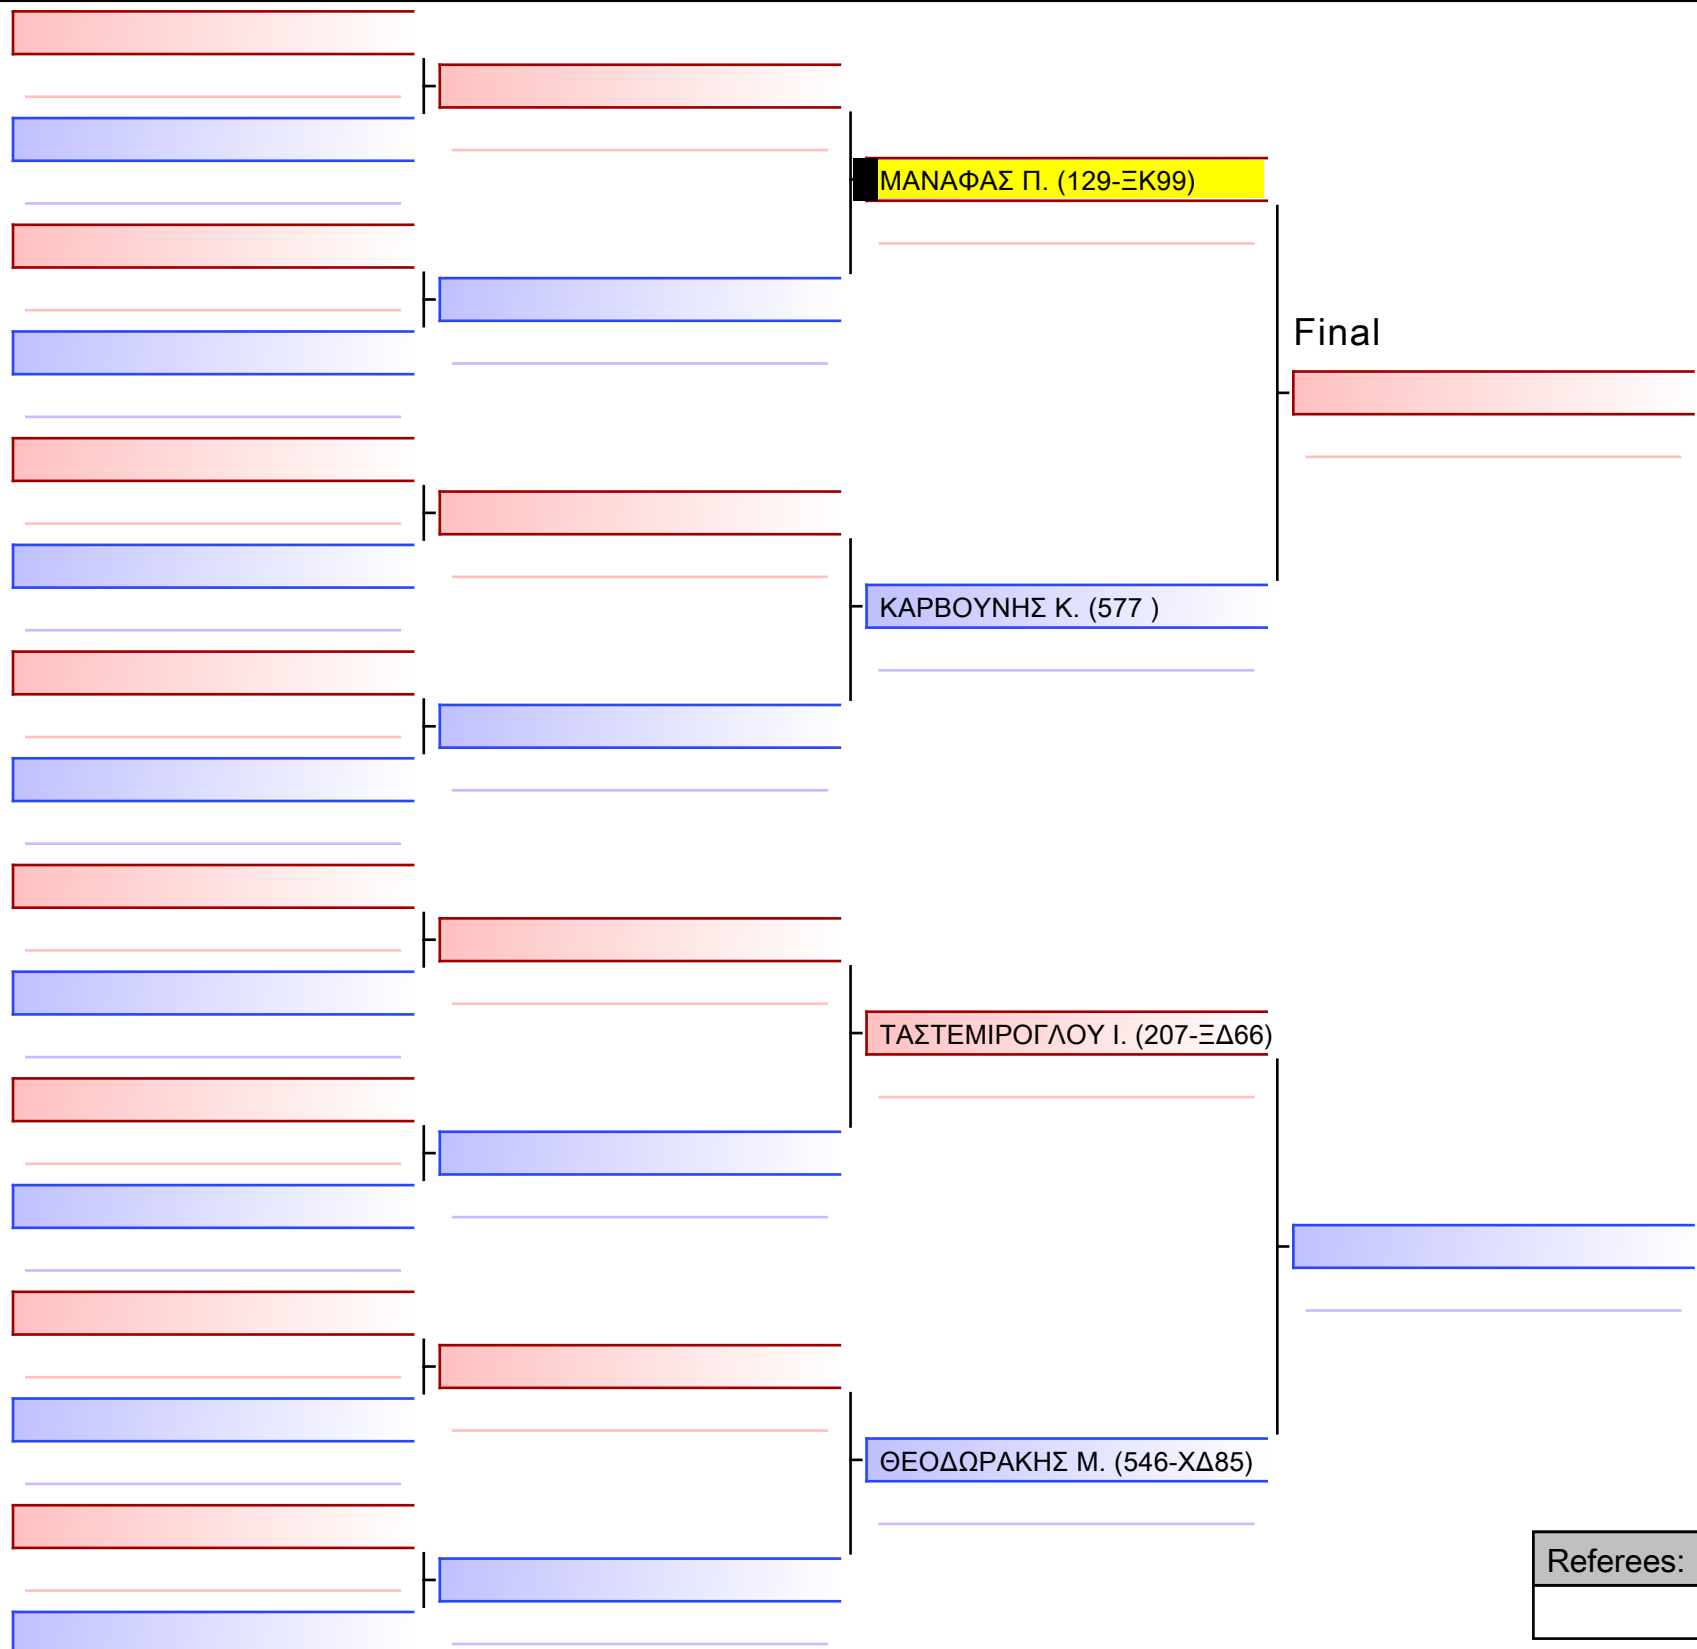 ΜΑΝΑΦΑΣ Π. (129-ΞΚ99)
Final
ΚΑΡΒΟΥΝΗΣ Κ. (577 )
ΤΑΣΤΕΜΙΡΟΓΛΟΥ Ι. (207-ΞΔ66)
ΘΕΟΔΩΡΑΚΗΣ Μ. (546-ΧΔ85)
Referees: